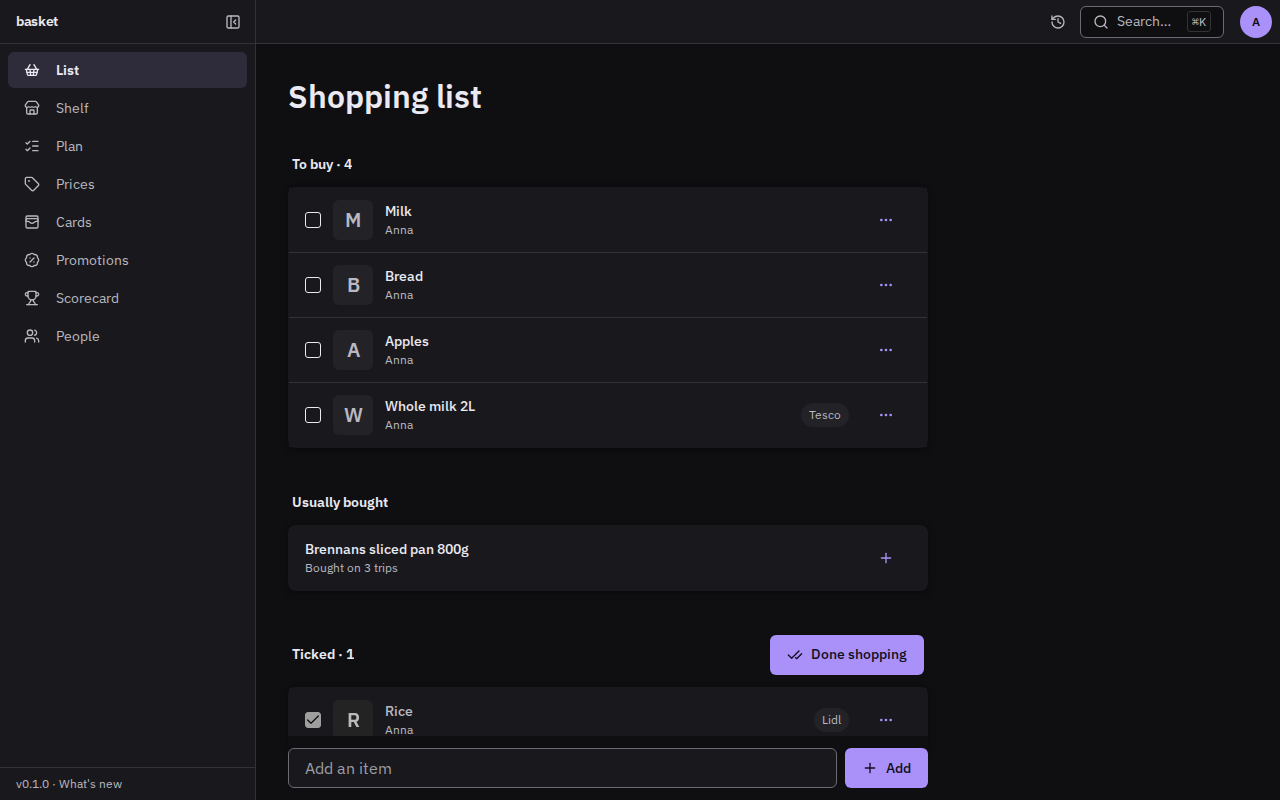 basket
Search...
⌘K
A
List
Shelf
Plan
Prices
Cards
Promotions
Scorecard
People
v0.1.0 · What's new
Shopping list
To buy · 4
M
Milk
Anna
B
Bread
Anna
A
Apples
Anna
W
Whole milk 2L
Anna
Tesco
Usually bought
Brennans sliced pan 800g
Bought on 3 trips
Ticked · 1
Done shopping
R
Rice
Anna
Lidl
Add an item
Add